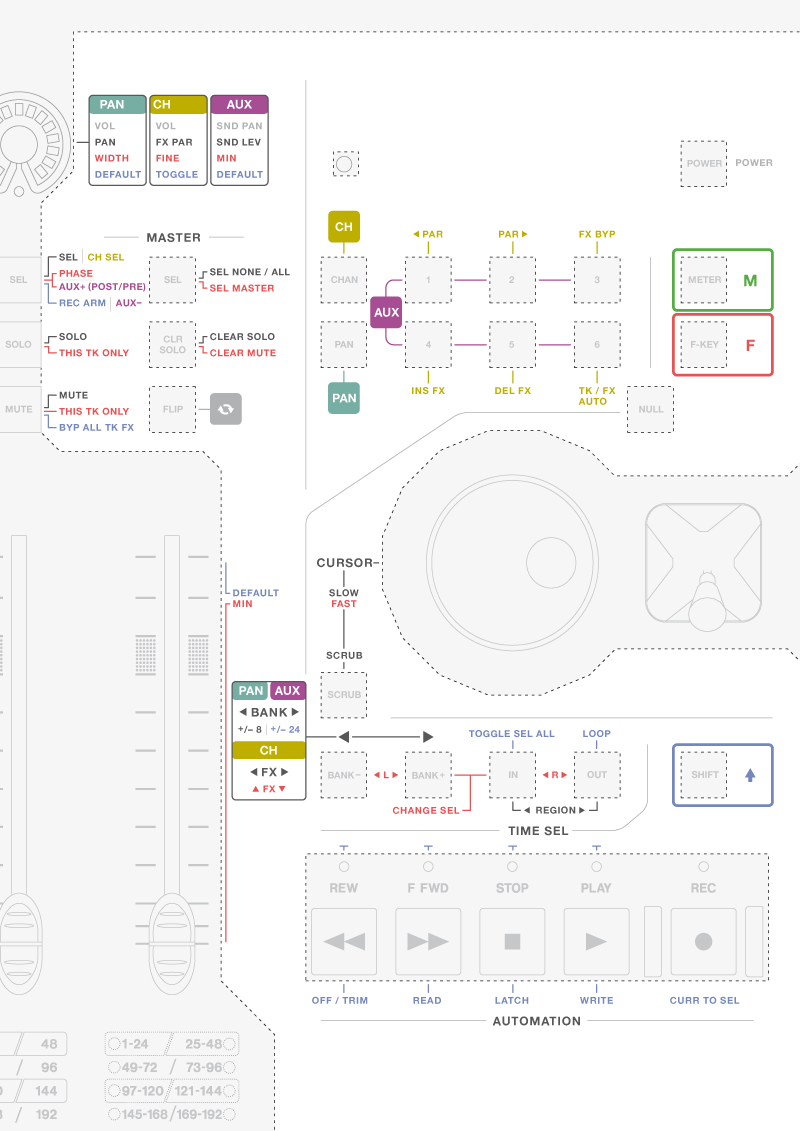 PAN CH AUX
VOL VOL SND PAN
PAN FX PAR SND LEV
WIDTH FINE MIN
DEFAULT TOGGLE DEFAULT
POWER POWER
MASTER
SEL
SEL | CH SEL
PHASE
AUX+ (POST/PRE)
REC ARM | AUX–
SEL
SEL NONE / ALL
SEL MASTER
SOLO
SOLO
THIS TK ONLY
CLR
SOLO
CLEAR SOLO
CLEAR MUTE
MUTE
MUTE
THIS TK ONLY
BYP ALL TK FX
FLIP
CH
◀ PAR PAR ▶ FX BYP
CHAN 1 2 3
AUX
PAN 4 5 6
PAN
INS FX DEL FX TK / FX
AUTO
METER M
F-KEY F
NULL
CURSOR
SLOW
FAST
SCRUB
SCRUB
DEFAULT
MIN
PAN AUX
◀ BANK ▶
+/– 8 | +/– 24
CH
◀ FX ▶
▲ FX ▼
TOGGLE SEL ALL LOOP
BANK– ◀ L ▶ BANK+ IN ◀ R ▶ OUT
CHANGE SEL
◀ REGION ▶
TIME SEL
SHIFT
REW F FWD STOP PLAY REC
OFF / TRIM READ LATCH WRITE CURR TO SEL
AUTOMATION
/ 48 1-24 / 25-48
/ 96 49-72 / 73-96
/ 144 97-120 / 121-144
/ 192 145-168 / 169-192